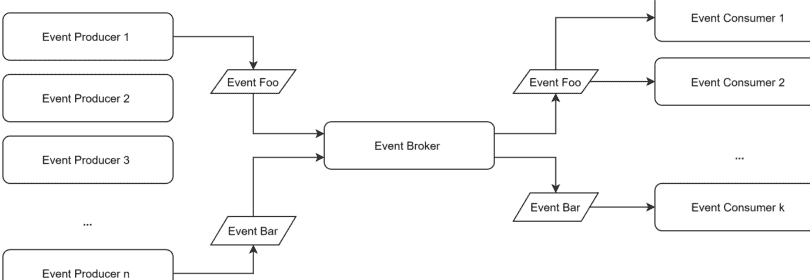 Event Producer 1
Event Producer 2
Event Producer 3
...
Event Producer n
Event Foo
Event Bar
Event Broker
Event Foo
Event Bar
Event Consumer 1
Event Consumer 2
...
Event Consumer k